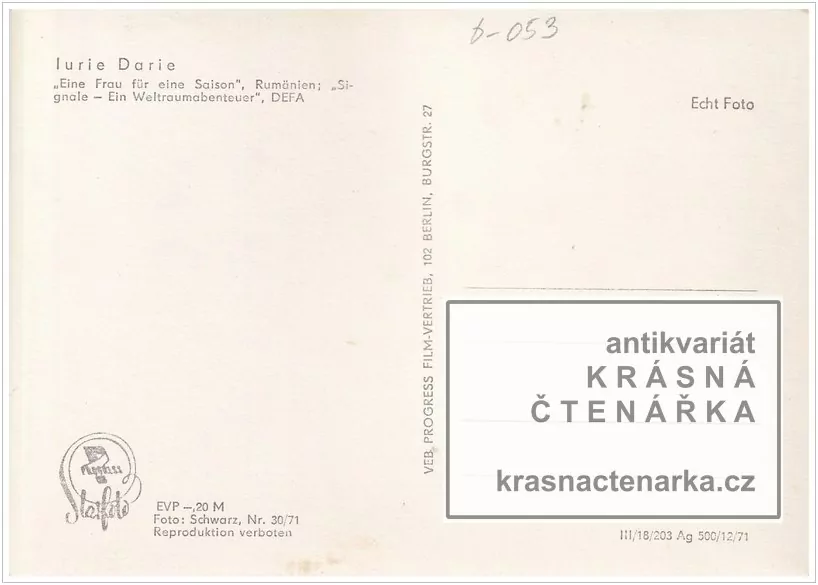 6-053
Iurie Darie
„Eine Frau für eine Saison", Rumänien; „Si-
gnale – Ein Weltraumabenteuer", DEFA
Echt Foto
VEB PROGRESS FILM-VERTRIEB, 102 BERLIN, BURGSTR. 27
antikvariát
KRÁSNÁ
ČTENÁŘKA
krasnactenarka.cz
PROGRESS
Starfoto
EVP –,20 M
Foto: Schwarz, Nr. 30/71
Reproduktion verboten
III/18/203 Ag 500/12/71